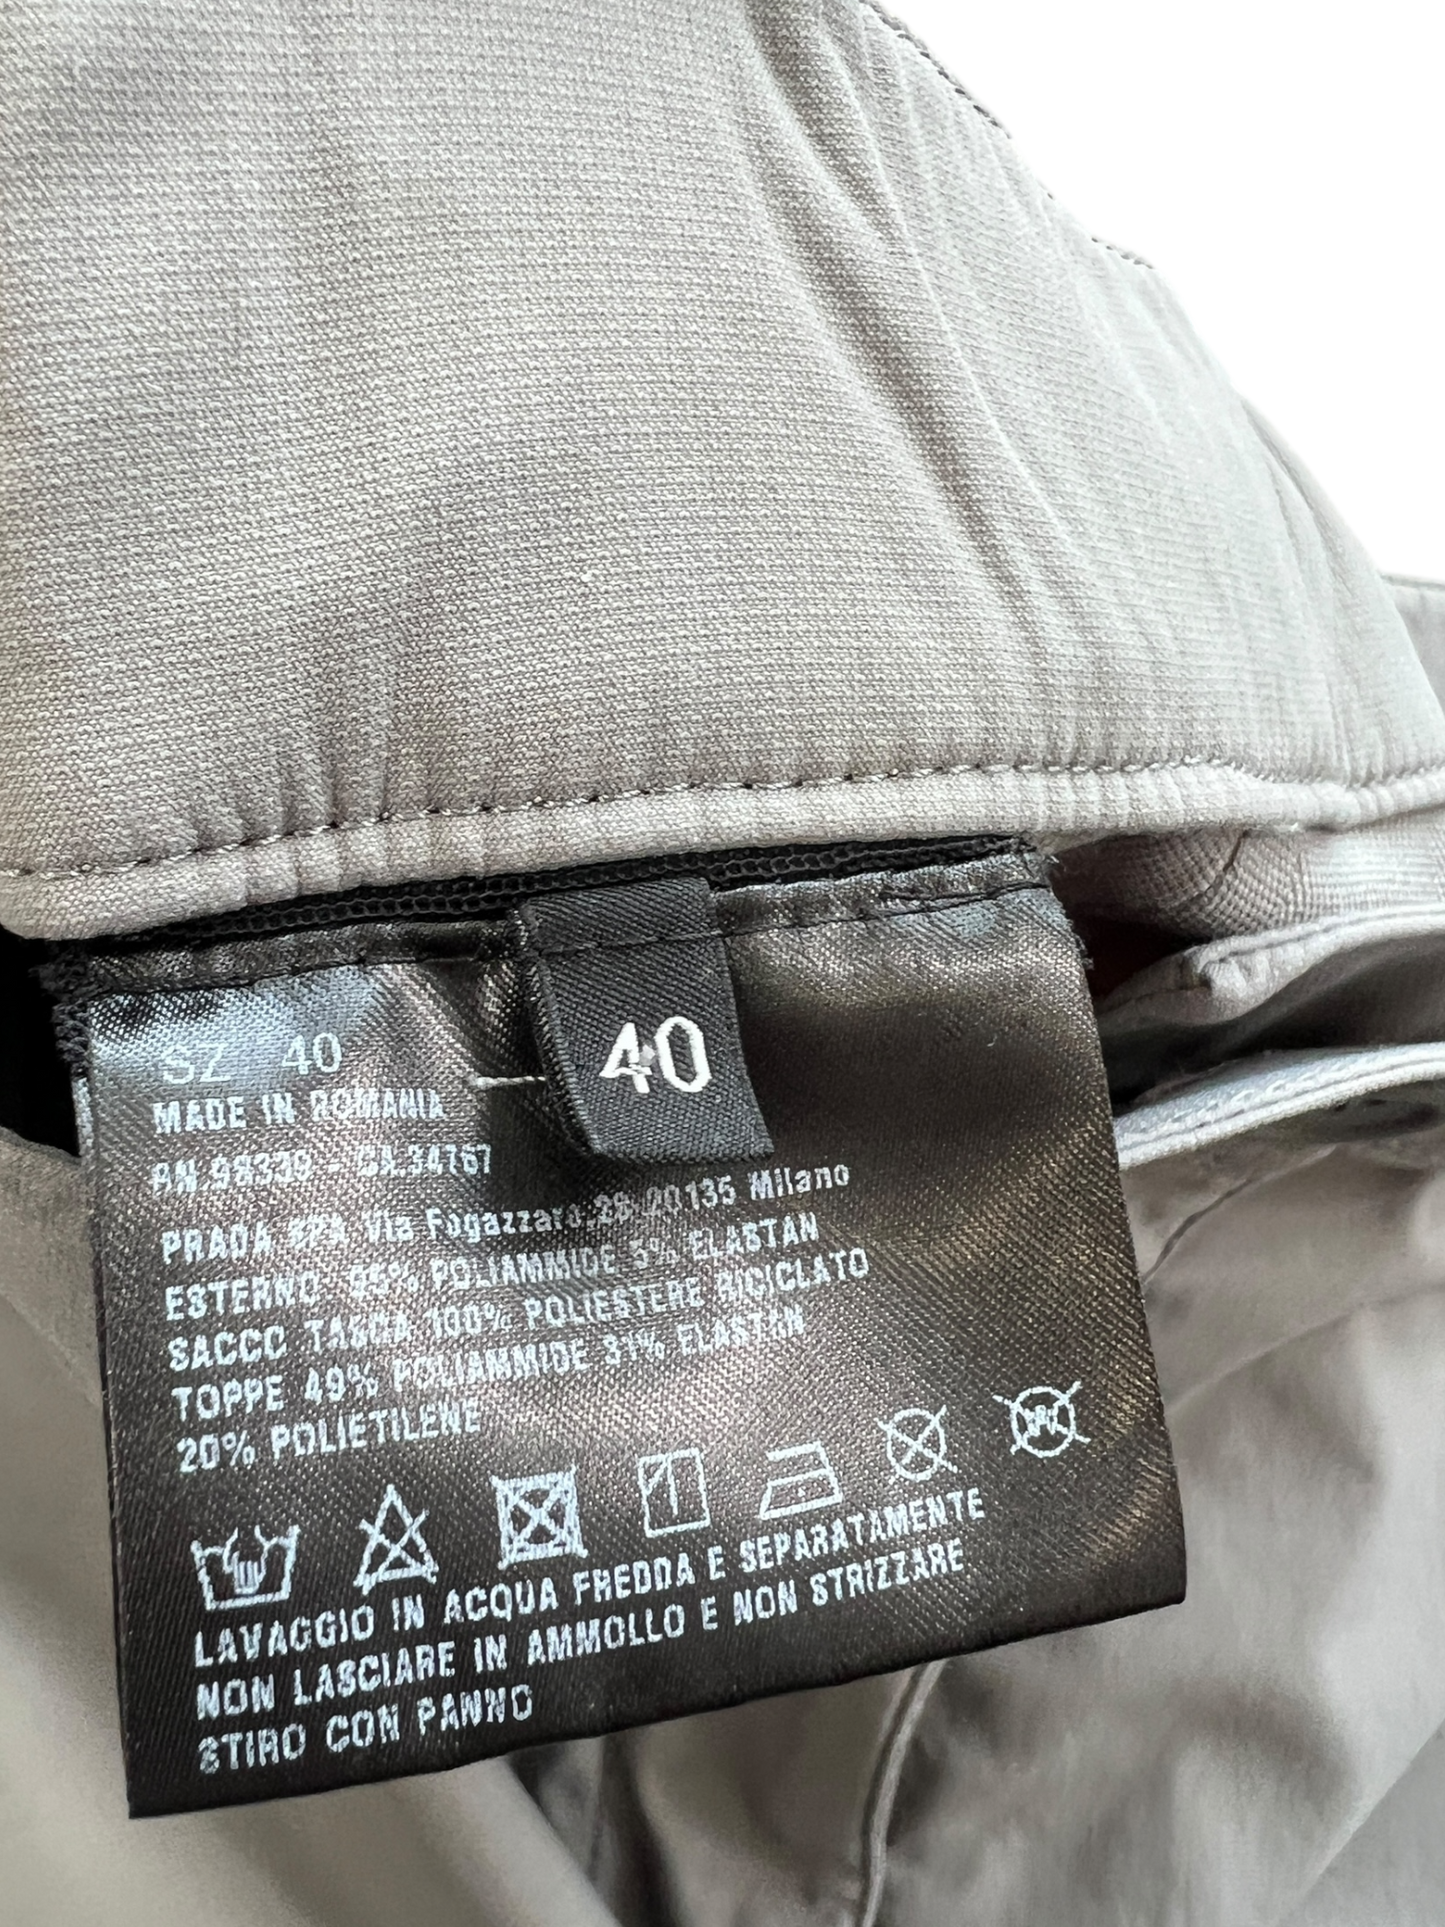 40
SZ 40
MADE IN ROMANIA
RN.98339 - CA.34767
PRADA SPA Via Fogazzaro,28-20135 Milano
ESTERNO 95% POLIAMMIDE 5% ELASTAN
SACCO TASCA 100% POLIESTERE RICICLATO
TOPPE 49% POLIAMMIDE 31% ELASTAN
20% POLIETILENE
LAVAGGIO IN ACQUA FREDDA E SEPARATAMENTE
NON LASCIARE IN AMMOLLO E NON STRIZZARE
STIRO CON PANNO